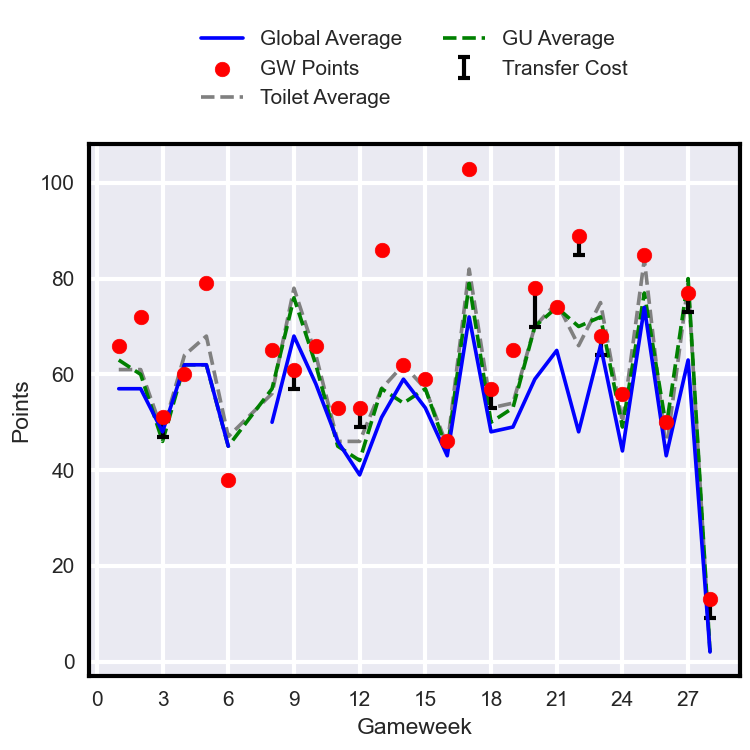 Global Average
GW Points
Toilet Average
GU Average
Transfer Cost
Points
100
80
60
40
20
0
0 3 6 9 12 15 18 21 24 27
Gameweek